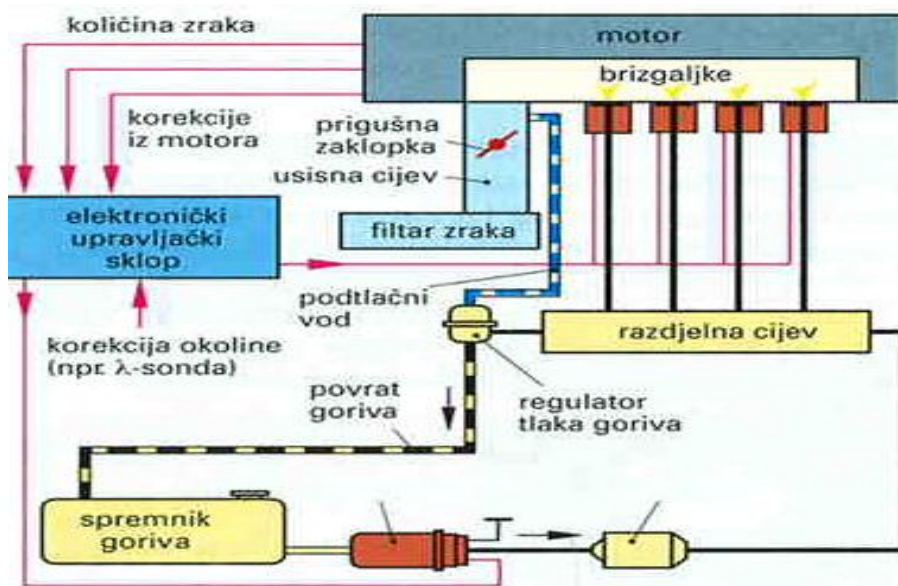 količina zraka
motor
brizgaljke
korekcije
iz motora
prigušna
zaklopka
usisna cijev
elektronički
upravljački
sklop
filtar zraka
podtlačni
vod
razdjelna cijev
korekcija okoline
(npr. λ-sonda)
povrat
goriva
regulator
tlaka goriva
spremnik
goriva